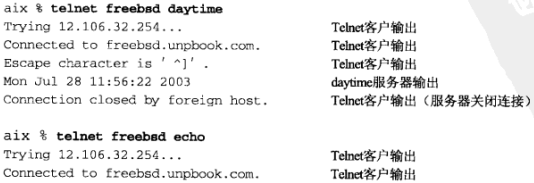 aix % telnet freebsd daytime
Trying 12.106.32.254... Telnet客户输出
Connected to freebsd.unpbook.com. Telnet客户输出
Escape character is '^]'. Telnet客户输出
Mon Jul 28 11:56:22 2003 daytime服务器输出
Connection closed by foreign host. Telnet客户输出（服务器关闭连接）
aix % telnet freebsd echo
Trying 12.106.32.254... Telnet客户输出
Connected to freebsd.unpbook.com. Telnet客户输出